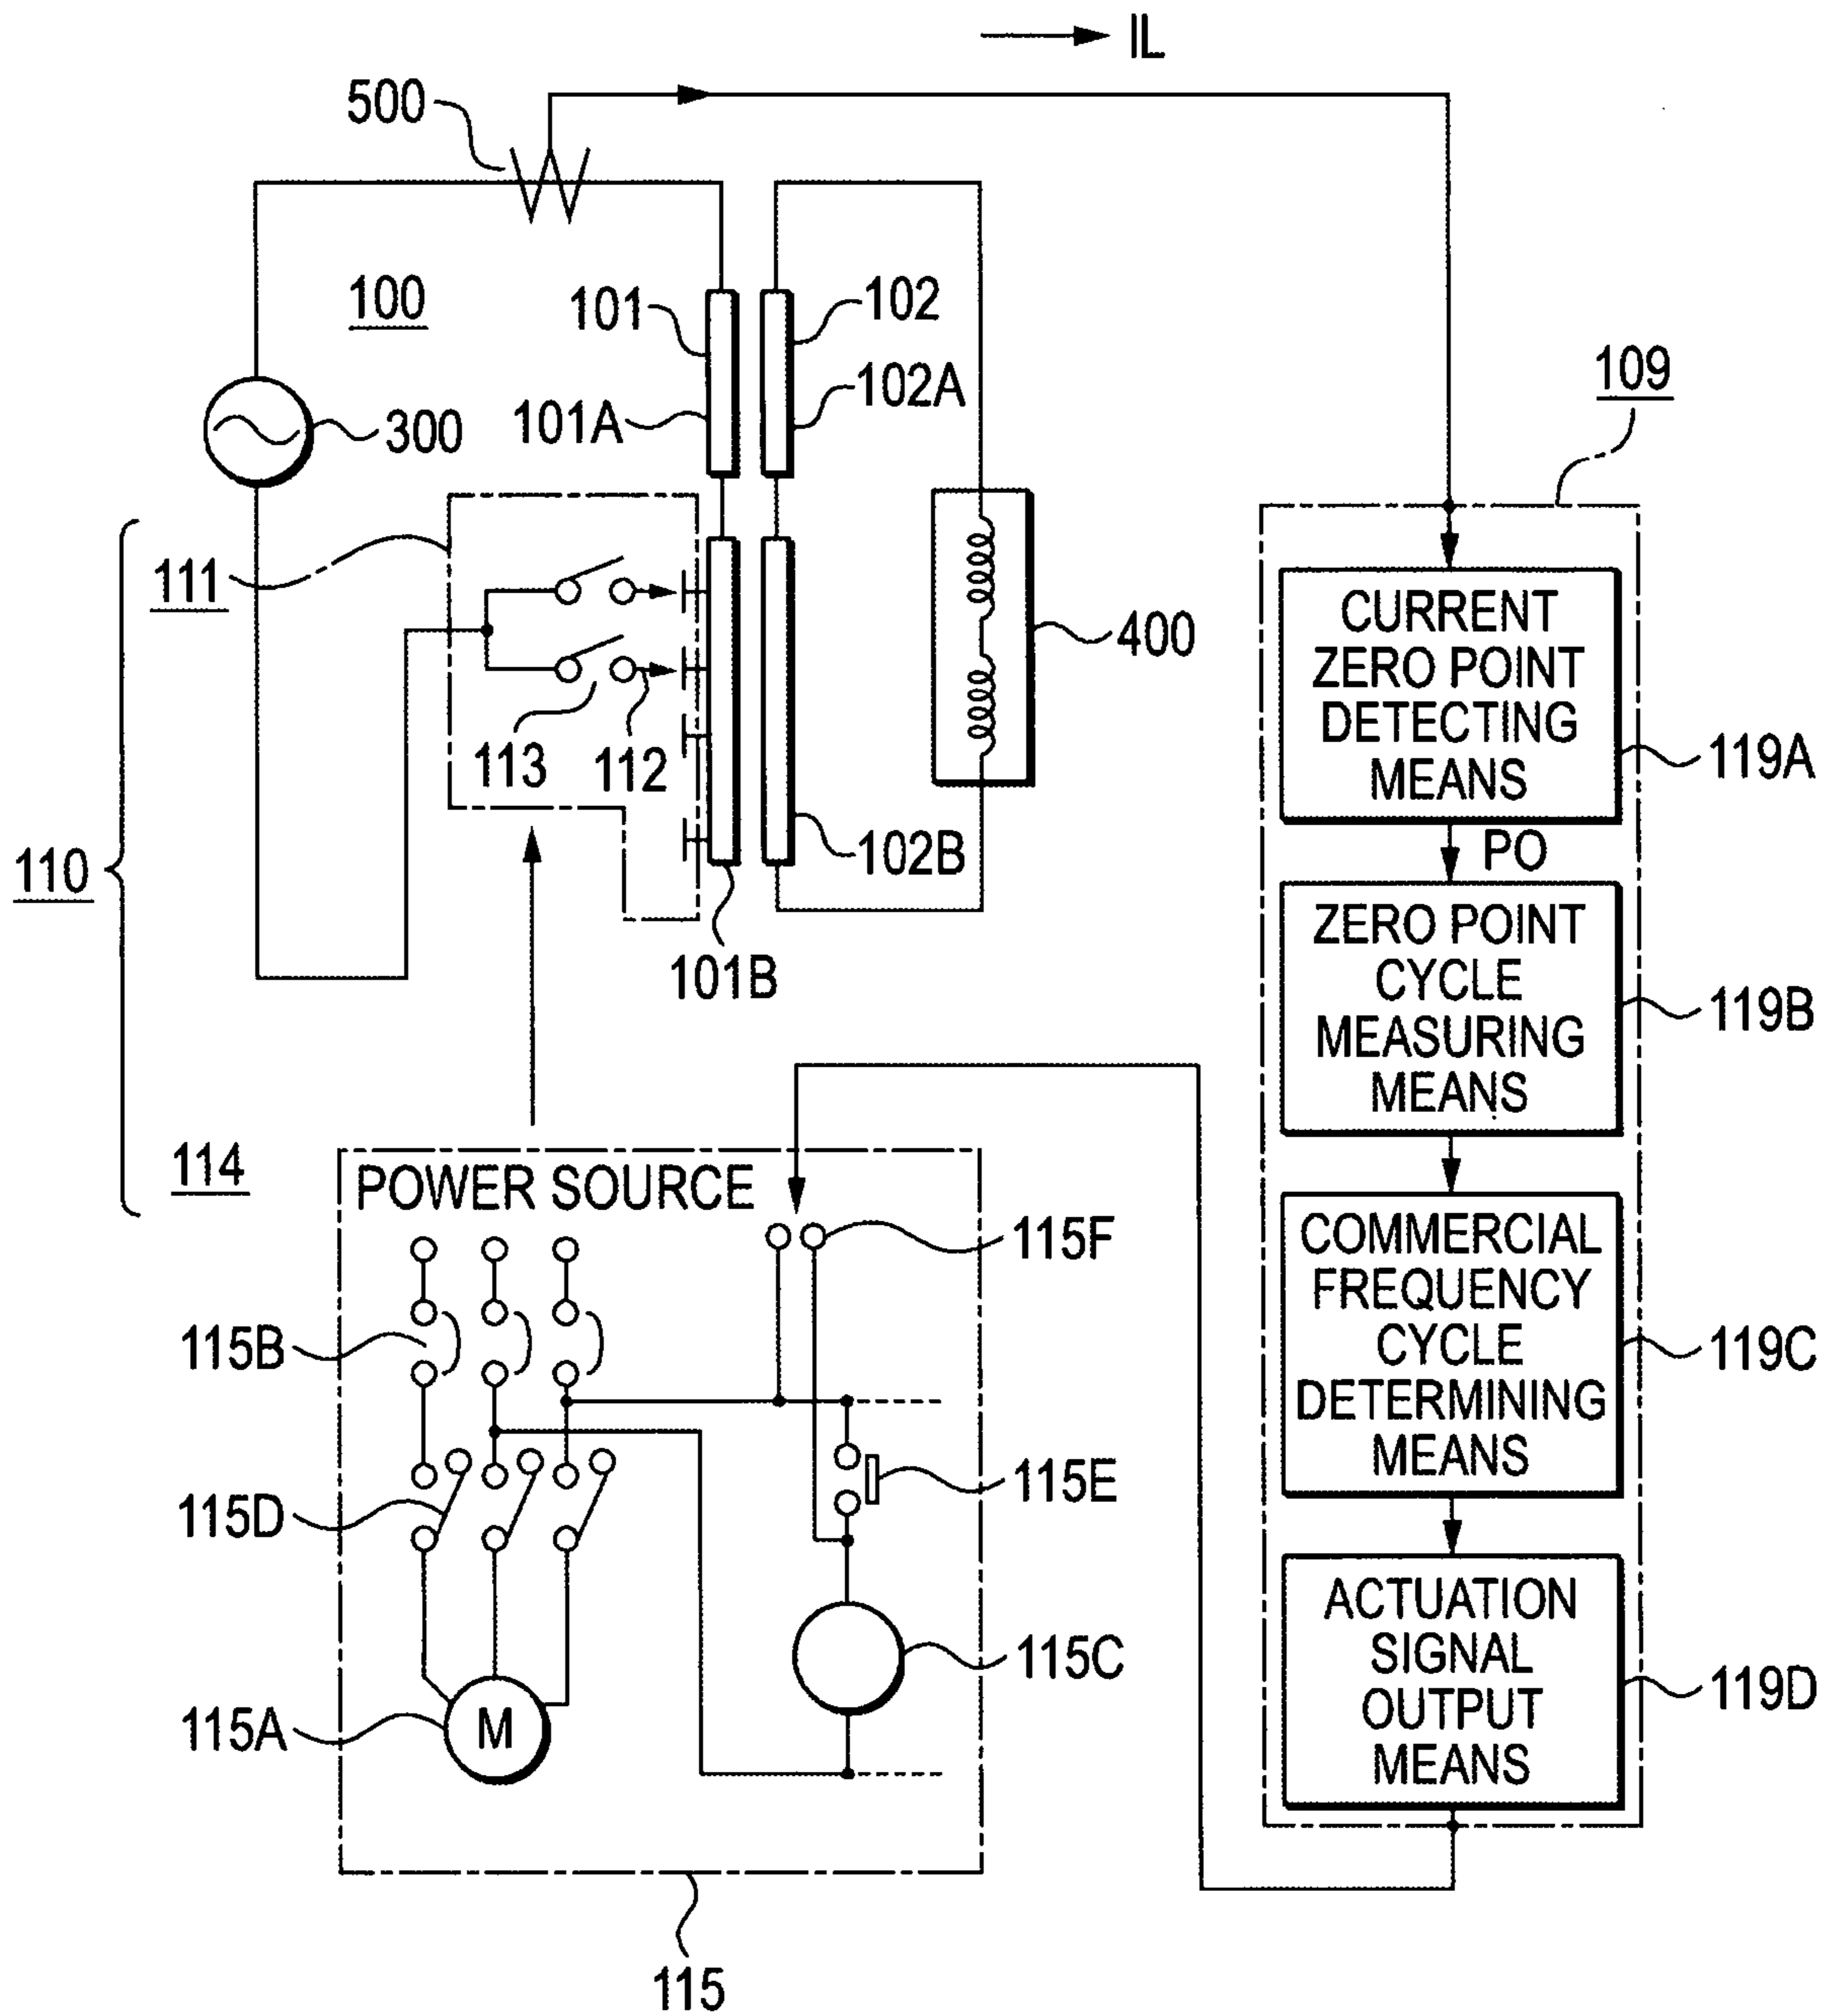 IL
500
100
101
102
101A
102A
300
109
111
400
113
112
102B
101B
110
114
CURRENT
ZERO POINT
DETECTING
MEANS
119A
PO
ZERO POINT
CYCLE
MEASURING
MEANS
119B
COMMERCIAL
FREQUENCY
CYCLE
DETERMINING
MEANS
119C
ACTUATION
SIGNAL
OUTPUT
MEANS
119D
POWER SOURCE
115F
115B
115D
115E
115C
115A
M
115